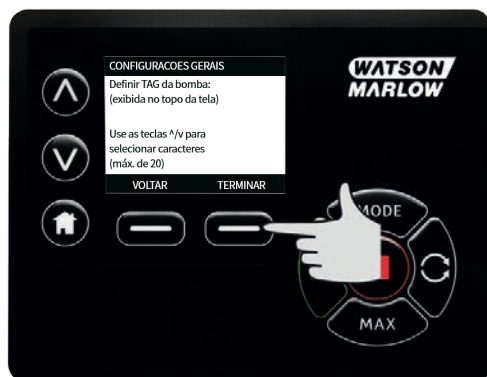 CONFIGURACOES GERAIS
Definir TAG da bomba:
(exibida no topo da tela)
Use as teclas ^/v para
selecionar caracteres
(máx. de 20)
VOLTAR TERMINAR
WATSON
MARLOW
MODE
MAX